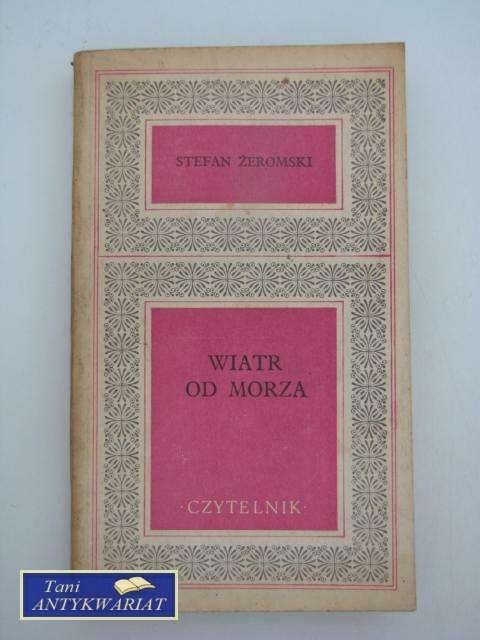 STEFAN ŻEROMSKI
WIATR
OD MORZA
·CZYTELNIK·
Tani
ANTYKWARIAT